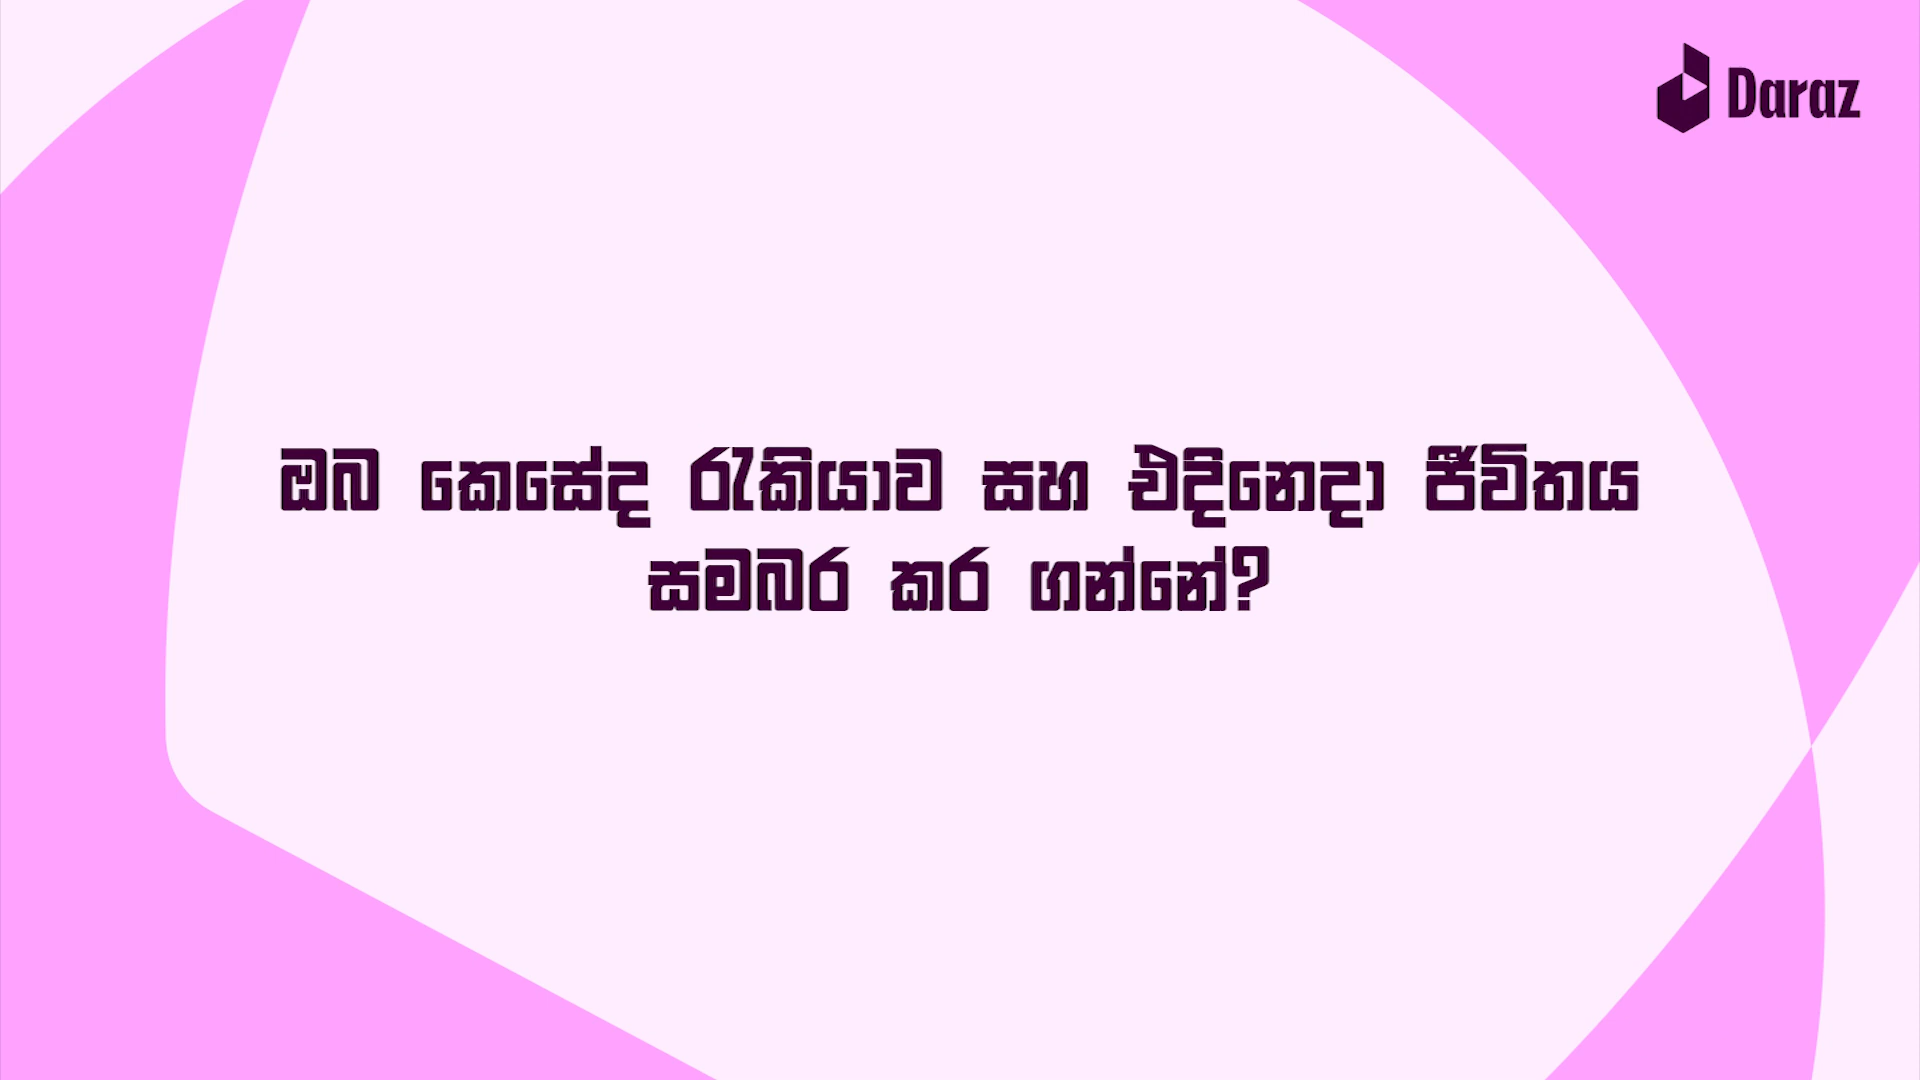 Daraz
ඔබ කෙසේද රැකියාව සහ එදිනෙදා ජීවිතය
සමබර කර ගන්නේ?